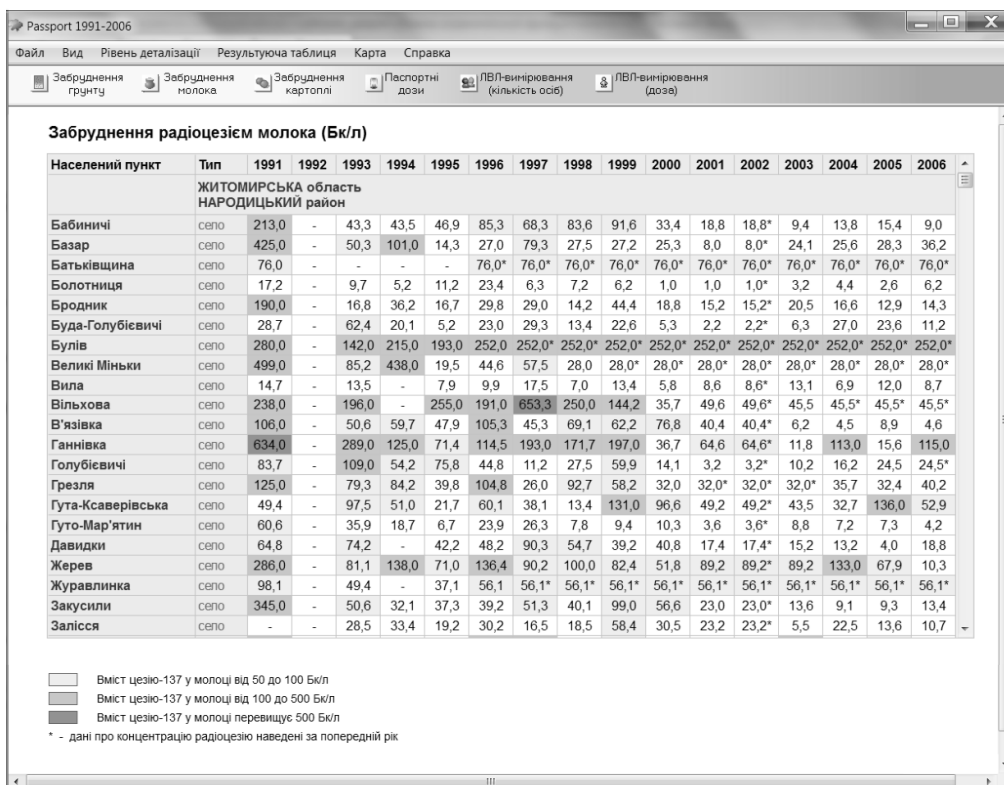 Passport 1991-2006
Файл Вид Рівень деталізації Результуюча таблиця Карта Справка
Забруднення грунту Забруднення молока Забруднення картоплі Паспортні дози ЛВЛ-вимірювання (кількість осіб) ЛВЛ-вимірювання (доза)
Забруднення радіоцезієм молока (Бк/л)
Населений пункт Тип 1991 1992 1993 1994 1995 1996 1997 1998 1999 2000 2001 2002 2003 2004 2005 2006
ЖИТОМИРСЬКА область
НАРОДИЦЬКИЙ район
Бабиничі село 213,0 - 43,3 43,5 46,9 85,3 68,3 83,6 91,6 33,4 18,8 18,8* 9,4 13,8 15,4 9,0
Базар село 425,0 - 50,3 101,0 14,3 27,0 79,3 27,5 27,2 25,3 8,0 8,0* 24,1 25,6 28,3 36,2
Батьківщина село 76,0 - - - - 76,0* 76,0* 76,0* 76,0* 76,0* 76,0* 76,0* 76,0* 76,0* 76,0* 76,0*
Болотниця село 17,2 - 9,7 5,2 11,2 23,4 6,3 7,2 6,2 1,0 1,0 1,0* 3,2 4,4 2,6 6,2
Бродник село 190,0 - 16,8 36,2 16,7 29,8 29,0 14,2 44,4 18,8 15,2 15,2* 20,5 16,6 12,9 14,3
Буда-Голубієвичі село 28,7 - 62,4 20,1 5,2 23,0 29,3 13,4 22,6 5,3 2,2 2,2* 6,3 27,0 23,6 11,2
Булів село 280,0 - 142,0 215,0 193,0 252,0 252,0* 252,0* 252,0* 252,0* 252,0* 252,0* 252,0* 252,0* 252,0* 252,0*
Великі Міньки село 499,0 - 85,2 438,0 19,5 44,6 57,5 28,0 28,0* 28,0* 28,0* 28,0* 28,0* 28,0* 28,0* 28,0*
Вила село 14,7 - 13,5 - 7,9 9,9 17,5 7,0 13,4 5,8 8,6 8,6* 13,1 6,9 12,0 8,7
Вільхова село 238,0 - 196,0 - 255,0 191,0 653,3 250,0 144,2 35,7 49,6 49,6* 45,5 45,5* 45,5* 45,5*
В'язівка село 106,0 - 50,6 59,7 47,9 105,3 45,3 69,1 62,2 76,8 40,4 40,4* 6,2 4,5 8,9 4,6
Ганнівка село 634,0 - 289,0 125,0 71,4 114,5 193,0 171,7 197,0 36,7 64,6 64,6* 11,8 113,0 15,6 115,0
Голубієвичі село 83,7 - 109,0 54,2 75,8 44,8 11,2 27,5 59,9 14,1 3,2 3,2* 10,2 16,2 24,5 24,5*
Грезля село 125,0 - 79,3 84,2 39,8 104,8 26,0 92,7 58,2 32,0 32,0* 32,0* 32,0* 35,7 32,4 40,2
Гута-Ксаверівська село 49,4 - 97,5 51,0 21,7 60,1 38,1 13,4 131,0 96,6 49,2 49,2* 43,5 32,7 136,0 52,9
Гуто-Мар'ятин село 60,6 - 35,9 18,7 6,7 23,9 26,3 7,8 9,4 10,3 3,6 3,6* 8,8 7,2 7,3 4,2
Давидки село 64,8 - 74,2 - 42,2 48,2 90,3 54,7 39,2 40,8 17,4 17,4* 15,2 13,2 4,0 18,8
Жерев село 286,0 - 81,1 138,0 71,0 136,4 90,2 100,0 82,4 51,8 89,2 89,2* 89,2 133,0 67,9 10,3
Журавлинка село 98,1 - 49,4 - 37,1 56,1 56,1* 56,1* 56,1* 56,1* 56,1* 56,1* 56,1* 56,1* 56,1* 56,1*
Закусили село 345,0 - 50,6 32,1 37,3 39,2 51,3 40,1 99,0 56,6 23,0 23,0* 13,6 9,1 9,3 13,4
Залісся село - - 28,5 33,4 19,2 30,2 16,5 18,5 58,4 30,5 23,2 23,2* 5,5 22,5 13,6 10,7
Вміст цезію-137 у молоці від 50 до 100 Бк/л
Вміст цезію-137 у молоці від 100 до 500 Бк/л
Вміст цезію-137 у молоці перевищує 500 Бк/л
* - дані про концентрацію радіоцезію наведені за попередній рік